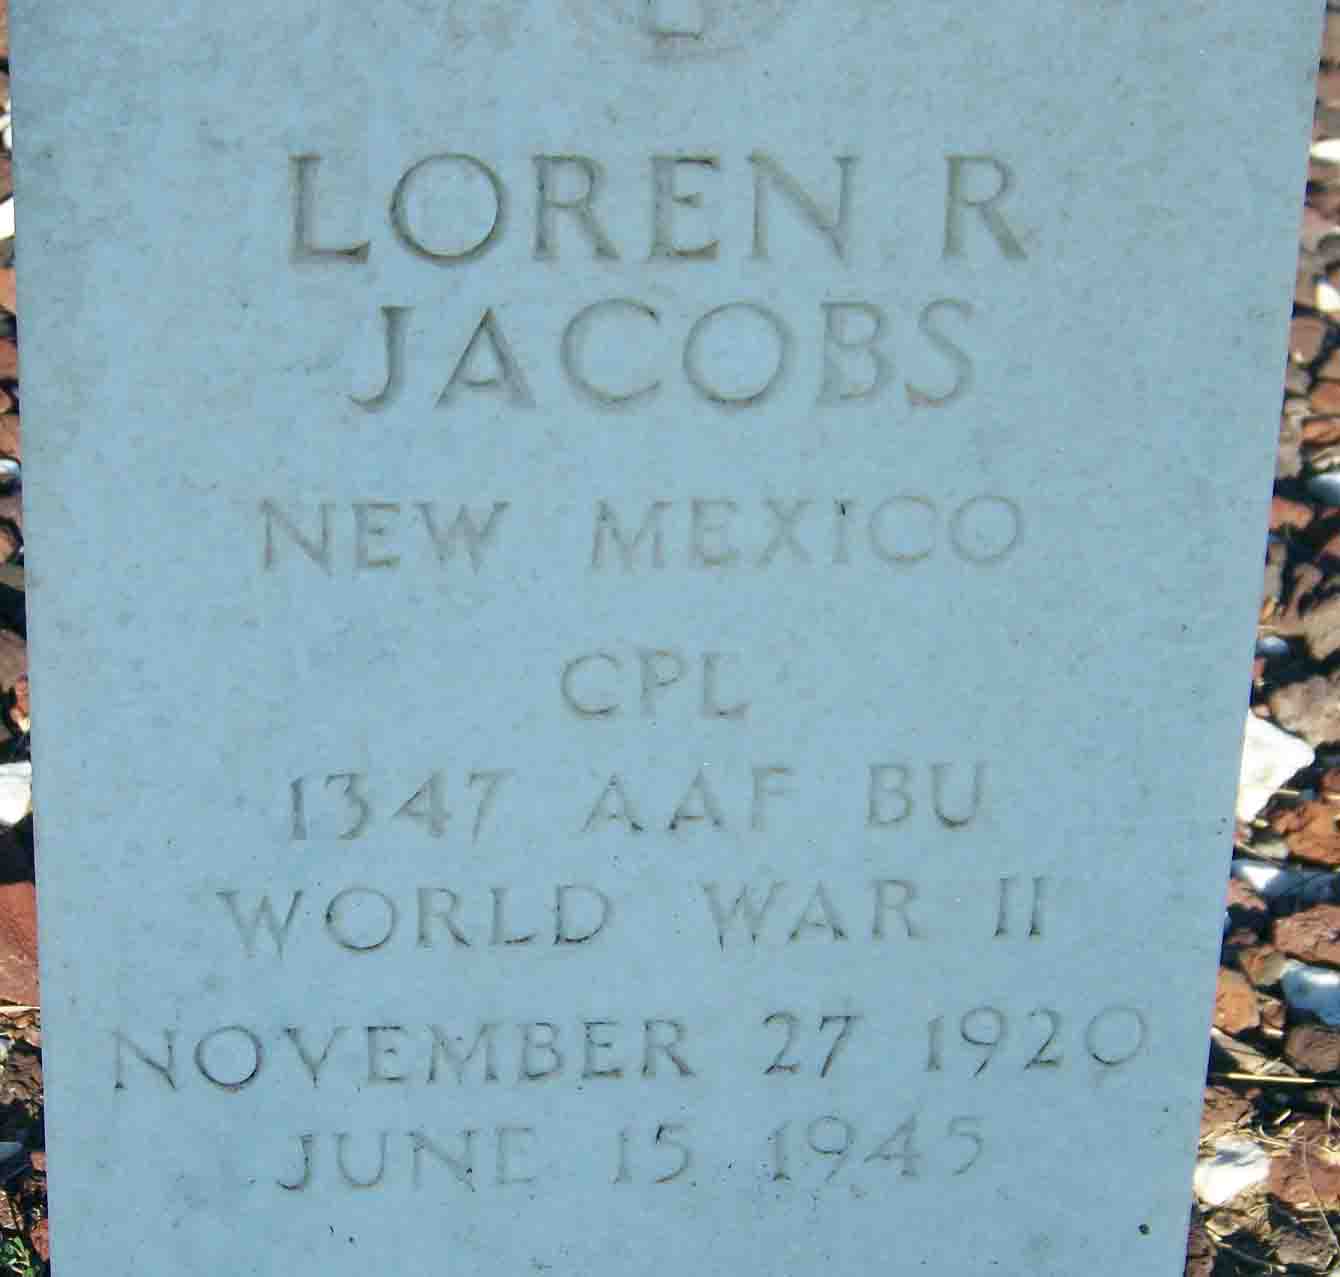 LOREN R
JACOBS
NEW MEXICO
CPL
1347 AAF BU
WORLD WAR II
NOVEMBER 27 1920
JUNE 15 1945